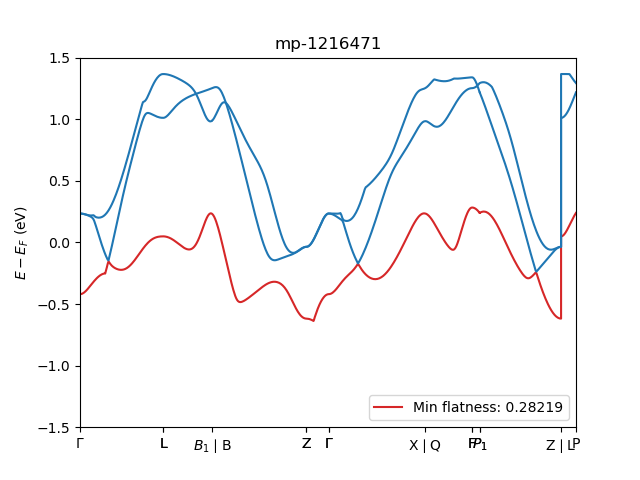 mp-1216471
E − E_F (eV)
1.5
1.0
0.5
0.0
−0.5
−1.0
−1.5
Min flatness: 0.28219
Γ L B₁ | B Z Γ X | Q P₁ Z | L P